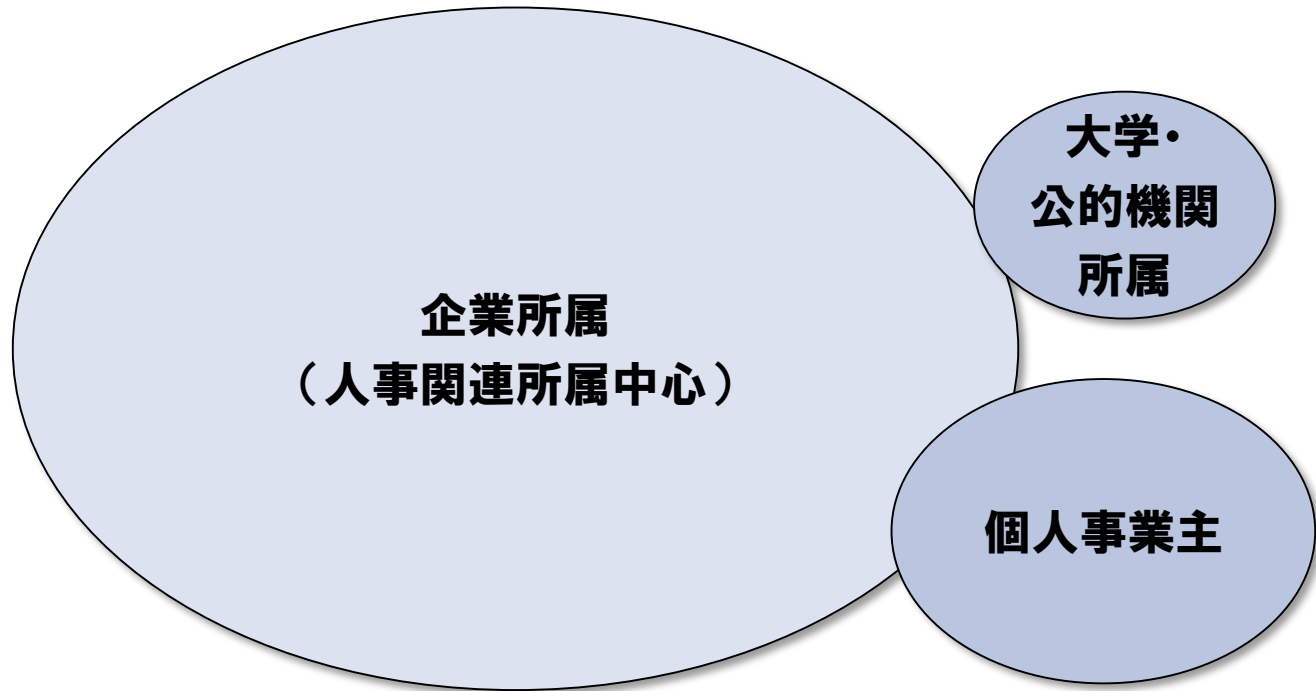 企業所属
（人事関連所属中心）
大学・
公的機関
所属
個人事業主